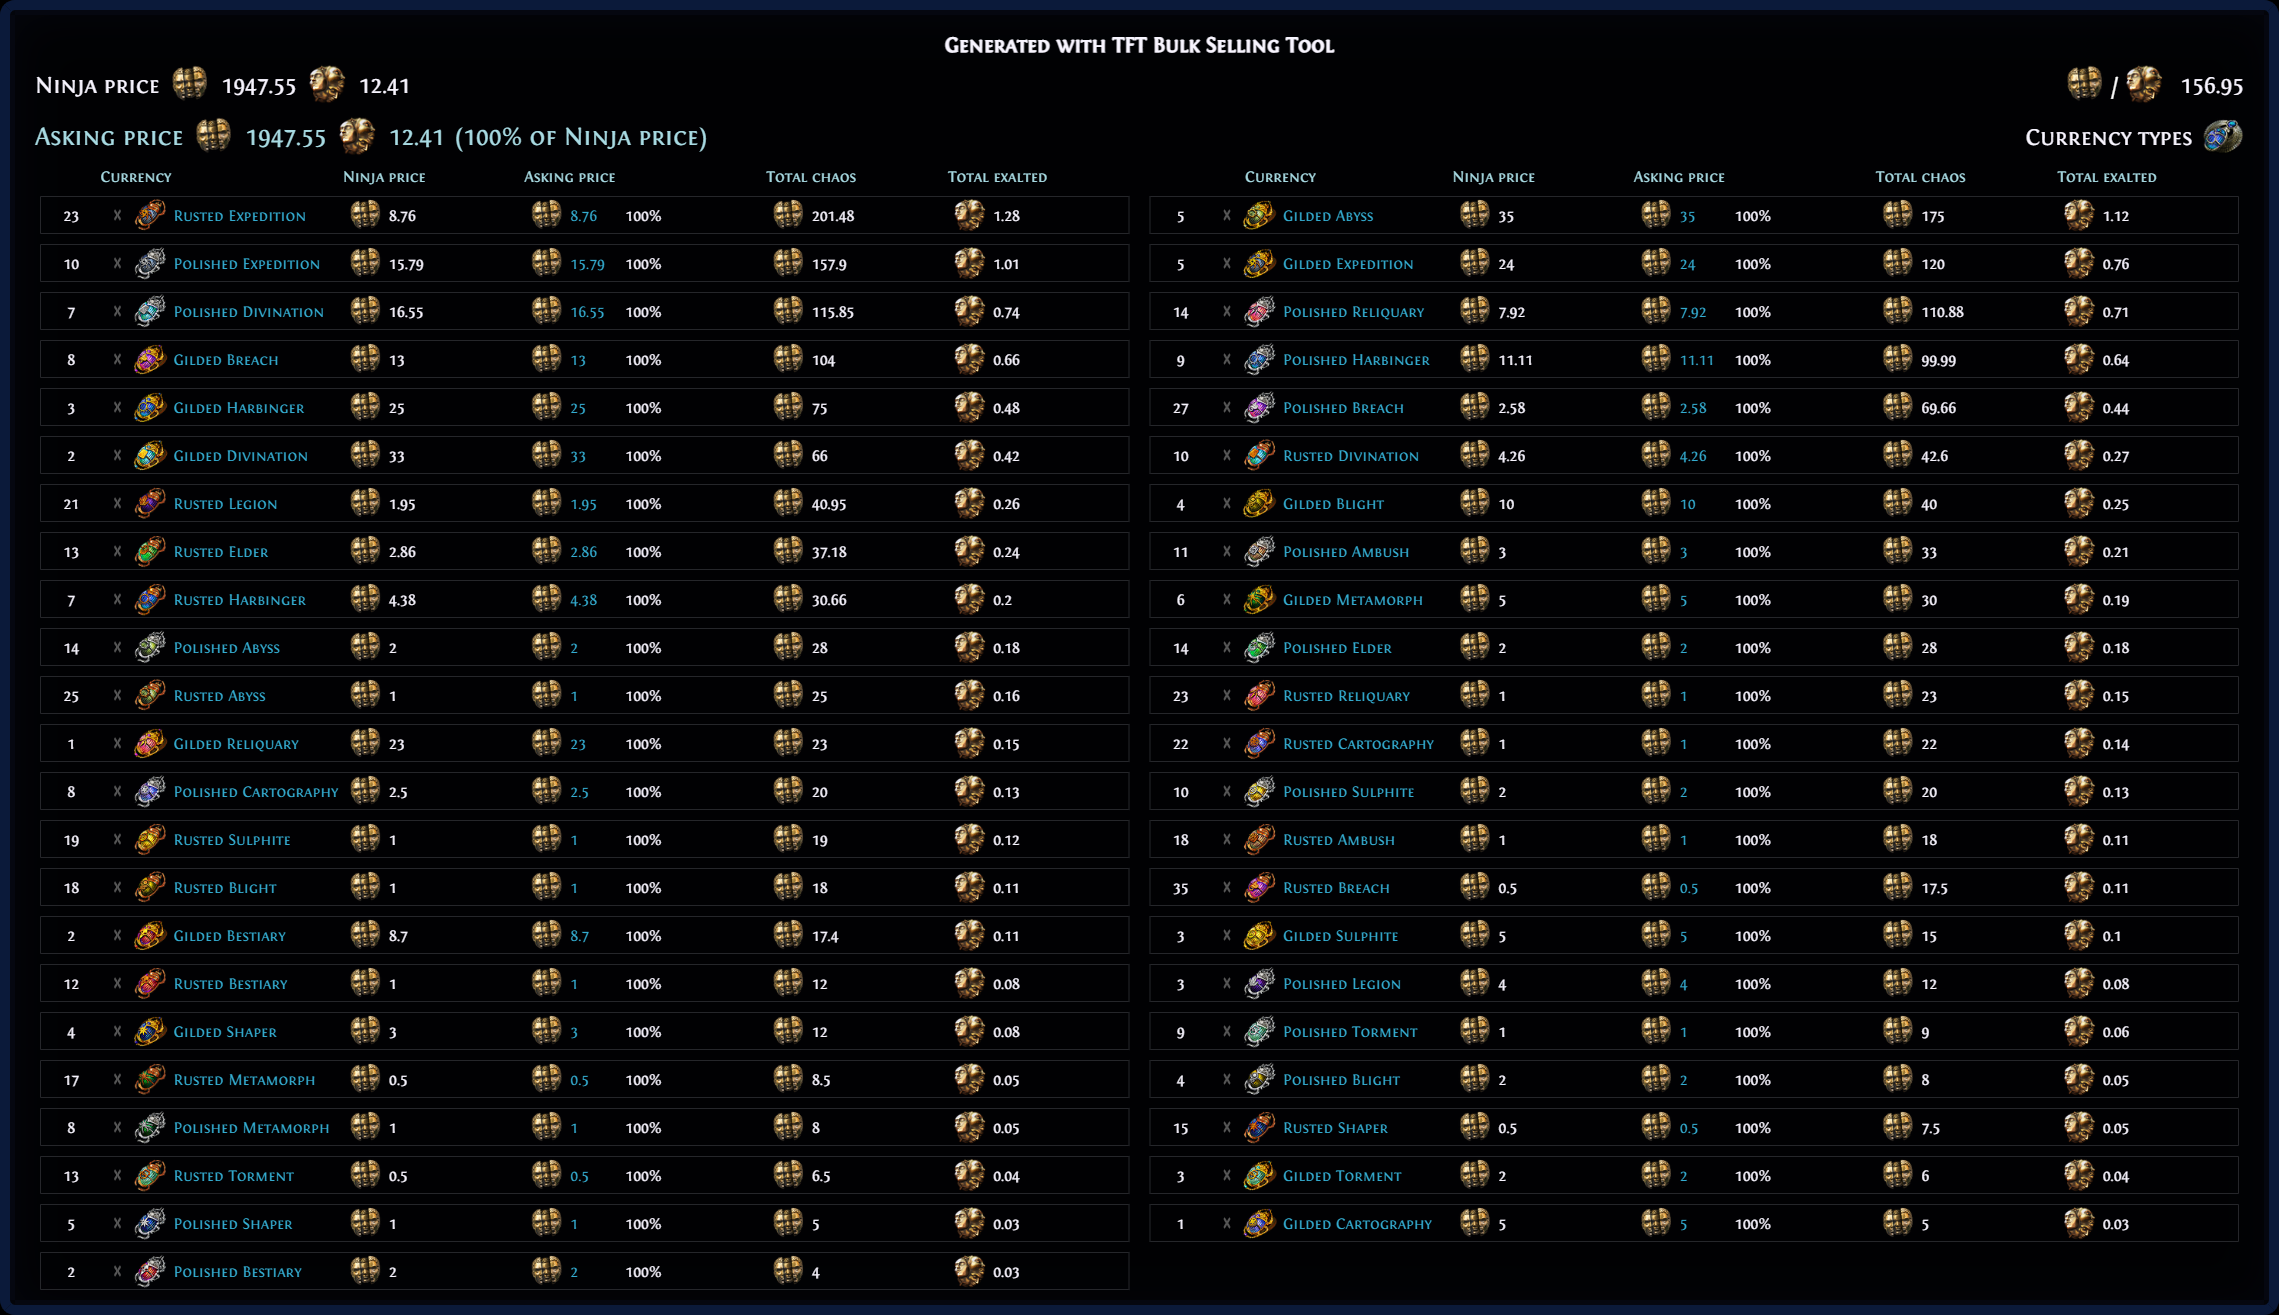 Generated with TFT Bulk Selling Tool
Ninja price 1947.55 12.41
/ 156.95
Asking price 1947.55 12.41 (100% of Ninja price)
Currency types
Currency Ninja price Asking price Total chaos Total exalted
Currency Ninja price Asking price Total chaos Total exalted
23 x Rusted Expedition 8.76 8.76 100% 201.48 1.28
5 x Gilded Abyss 35 35 100% 175 1.12
10 x Polished Expedition 15.79 15.79 100% 157.9 1.01
5 x Gilded Expedition 24 24 100% 120 0.76
7 x Polished Divination 16.55 16.55 100% 115.85 0.74
14 x Polished Reliquary 7.92 7.92 100% 110.88 0.71
8 x Gilded Breach 13 13 100% 104 0.66
9 x Polished Harbinger 11.11 11.11 100% 99.99 0.64
3 x Gilded Harbinger 25 25 100% 75 0.48
27 x Polished Breach 2.58 2.58 100% 69.66 0.44
2 x Gilded Divination 33 33 100% 66 0.42
10 x Rusted Divination 4.26 4.26 100% 42.6 0.27
21 x Rusted Legion 1.95 1.95 100% 40.95 0.26
4 x Gilded Blight 10 10 100% 40 0.25
13 x Rusted Elder 2.86 2.86 100% 37.18 0.24
11 x Polished Ambush 3 3 100% 33 0.21
7 x Rusted Harbinger 4.38 4.38 100% 30.66 0.2
6 x Gilded Metamorph 5 5 100% 30 0.19
14 x Polished Abyss 2 2 100% 28 0.18
14 x Polished Elder 2 2 100% 28 0.18
25 x Rusted Abyss 1 1 100% 25 0.16
23 x Rusted Reliquary 1 1 100% 23 0.15
1 x Gilded Reliquary 23 23 100% 23 0.15
22 x Rusted Cartography 1 1 100% 22 0.14
8 x Polished Cartography 2.5 2.5 100% 20 0.13
10 x Polished Sulphite 2 2 100% 20 0.13
19 x Rusted Sulphite 1 1 100% 19 0.12
18 x Rusted Ambush 1 1 100% 18 0.11
18 x Rusted Blight 1 1 100% 18 0.11
35 x Rusted Breach 0.5 0.5 100% 17.5 0.11
2 x Gilded Bestiary 8.7 8.7 100% 17.4 0.11
3 x Gilded Sulphite 5 5 100% 15 0.1
12 x Rusted Bestiary 1 1 100% 12 0.08
3 x Polished Legion 4 4 100% 12 0.08
4 x Gilded Shaper 3 3 100% 12 0.08
9 x Polished Torment 1 1 100% 9 0.06
17 x Rusted Metamorph 0.5 0.5 100% 8.5 0.05
4 x Polished Blight 2 2 100% 8 0.05
8 x Polished Metamorph 1 1 100% 8 0.05
15 x Rusted Shaper 0.5 0.5 100% 7.5 0.05
13 x Rusted Torment 0.5 0.5 100% 6.5 0.04
3 x Gilded Torment 2 2 100% 6 0.04
5 x Polished Shaper 1 1 100% 5 0.03
1 x Gilded Cartography 5 5 100% 5 0.03
2 x Polished Bestiary 2 2 100% 4 0.03